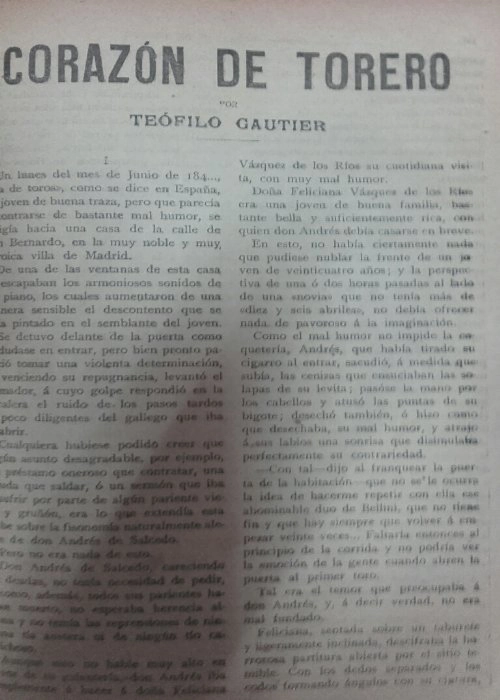 CORAZÓN DE TORERO
POR
TEÓFILO GAUTIER
I
Un lunes del mes de Junio de 184...,
a de toros», como se dice en España,
joven de buena traza, pero que parecía
ontrarse de bastante mal humor, se
igía hacia una casa de la calle de
n Bernardo, en la muy noble y muy
roica villa de Madrid.
De una de las ventanas de esta casa
escapaban los armoniosos sonidos de
piano, los cuales aumentaron de una
nera sensible el descontento que se
a pintado en el semblante del joven.
Se detuvo delante de la puerta como
dudase en entrar, pero bien pronto pa-
ió tomar una violenta determinación,
venciendo su repugnancia, levantó el
mador, á cuyo golpe respondió en la
calera el ruido de los pasos tardos
poco diligentes del gallego que iba
abrir.
Cualquiera hubiese podido creer que
gún asunto desagradable, por ejemplo,
préstamo oneroso que contratar, una
uda que saldar, ó un sermón que iba
sufrir por parte de algún pariente vie-
y gruñón, era lo que extendía esta
be sobre la fisonomía naturalmente ale-
e de don Andrés de Salcedo.
Pero no era nada de esto.
Don Andrés de Salcedo, careciendo
deudas, no tenía necesidad de pedir,
como, además, todos sus parientes ha-
n muerto, no esperaba herencia al-
a y no tenía las reprensiones de nin-
na tía austera ni de ningún tío ca-
choso.
Aunque esto no hable muy alto en
or de su galantería, don Andrés iba
mplemente á hacer á doña Feliciana
Vázquez de los Ríos su cuotidiana visi-
ta, con muy mal humor.
Doña Feliciana Vásques de los Ríos
era una joven de buena familia, bas-
tante bella y suficientemente rica, con
quien don Andrés debía casarse en breve.
En esto, no había ciertamente nada
que pudiese nublar la frente de un jo-
ven de veinticuatro años; y la perspec-
tiva de una ó dos horas pasadas al lado
de una «novia» que no tenía más de
«diez y seis abriles», no debía ofrecer
nada de pavoroso á la imaginación.
Como el mal humor no impide la co-
quetería, Andrés, que había tirado su
cigarro al entrar, sacudió, á medida que
subía, las cenizas que ensuciaban las so-
lapas de su levita; pasóse la mano por
los cabellos y atusó las puntas de su
bigote; desechó también, ó hizo como
que desechaba, su mal humor, y atrajo
á sus labios una sonrisa que disimulaba
perfectamente su contrariedad.
—Con tal—dijo al franquear la puer-
ta de la habitación—que no se le ocurra
la idea de hacerme repetir con ella ese
abominable duo de Bellini, que no tiene
fin y que hay siempre que volver á em-
pezar veinte veces... Faltaría entonces al
principio de la corrida y no podría ver
la emoción de la gente cuando abren la
puerta al primer toro.
Tal era el temor que preocupaba á
don Andrés, y, á decir verdad, no era
mal fundado.
Feliciana, sentada sobre un taburete
y ligeramente inclinada, descifraba la ho-
rrorosa partitura abierta por el sitio te-
mible. Con los dedos separados y los
codos formando ángulos con su cintura,